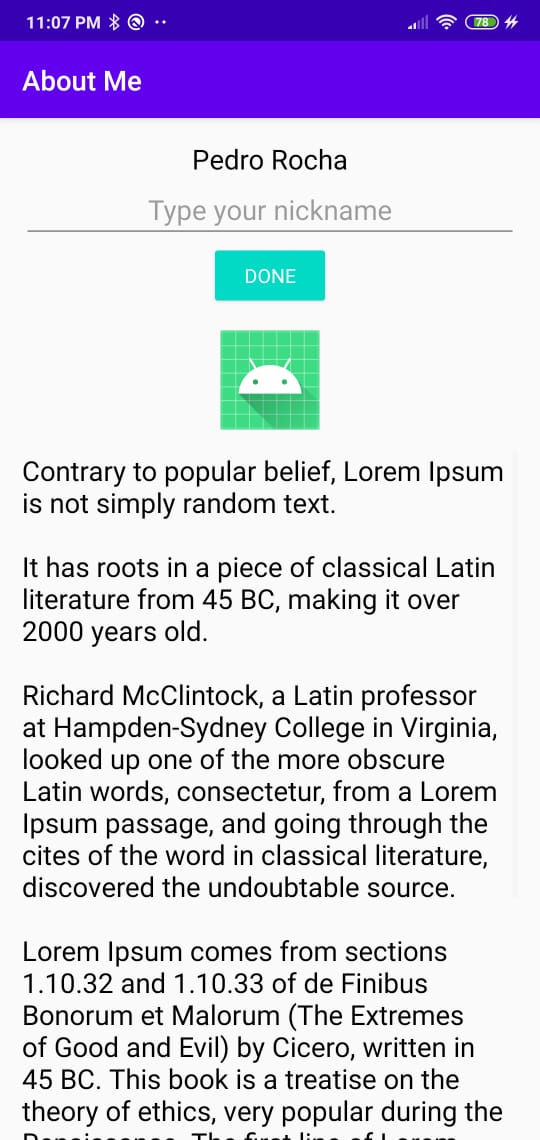 11:07 PM
78
About Me
Pedro Rocha
Type your nickname
DONE
Contrary to popular belief, Lorem Ipsum
is not simply random text.
It has roots in a piece of classical Latin
literature from 45 BC, making it over
2000 years old.
Richard McClintock, a Latin professor
at Hampden-Sydney College in Virginia,
looked up one of the more obscure
Latin words, consectetur, from a Lorem
Ipsum passage, and going through the
cites of the word in classical literature,
discovered the undoubtable source.
Lorem Ipsum comes from sections
1.10.32 and 1.10.33 of de Finibus
Bonorum et Malorum (The Extremes
of Good and Evil) by Cicero, written in
45 BC. This book is a treatise on the
theory of ethics, very popular during the
Renaissance. The first line of Lorem